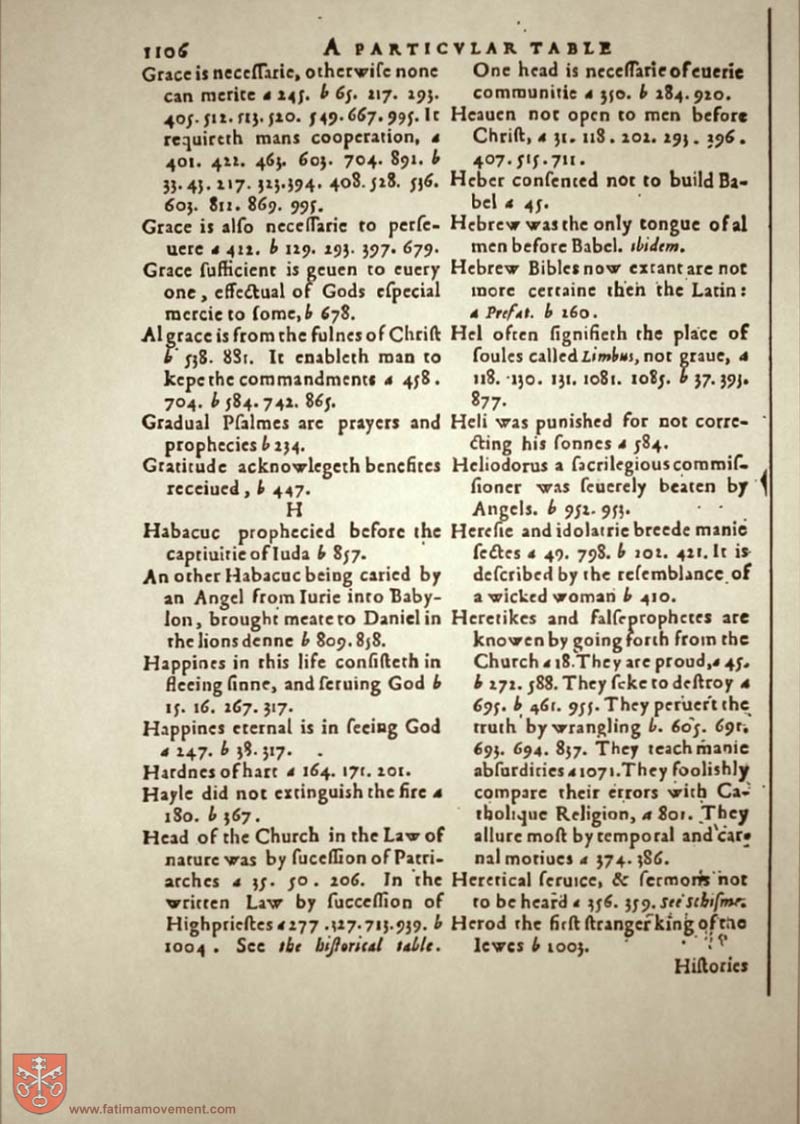 1106 A PARTICVLAR TABLE
Grace is neceſſarie, otherwiſe none
can merite a 245. b 65. 217. 293.
405. 512. 513. 520. 549. 667. 995. It
requireth mans cooperation, a
401. 422. 463. 603. 704. 891. b
33. 43. 217. 323. 394. 408. 528. 536.
603. 811. 869. 995.
Grace is alſo neceſſarie to perſe-
uere a 412. b 129. 293. 397. 679.
Grace ſufficient is geuen to euery
one, effectual of Gods eſpecial
mercie to ſome, b 678.
Al grace is from the fulnes of Chriſt
b 538. 881. It enableth man to
kepe the commandments a 458.
704. b 584. 742. 865.
Gradual Pſalmes are prayers and
prophecies b 234.
Gratitude acknowlegeth benefites
receiued, b 447.
H
Habacuc prophecied before the
captiuitie of Iuda b 857.
An other Habacuc being caried by
an Angel from Iurie into Baby-
lon, brought meate to Daniel in
the lions denne b 809. 858.
Happines in this life conſiſteth in
fleeing ſinne, and ſeruing God b
15. 16. 267. 317.
Happines eternal is in ſeeing God
a 247. b 38. 317.
Hardnes of hart a 164. 171. 201.
Hayle did not extinguish the fire a
180. b 367.
Head of the Church in the Law of
nature was by ſuceſſion of Patri-
arches a 35. 50. 206. In the
written Law by ſucceſſion of
Highprieſtes a 277. 327. 713. 939. b
1004. See the hiſtorical table.
One head is neceſſarie of euerie
communitie a 350. b 284. 920.
Heauen not open to men before
Chriſt, a 31. 118. 202. 293. 396.
407. 515. 711.
Heber conſented not to build Ba-
bel a 45.
Hebrew was the only tongue of al
men before Babel. ibidem.
Hebrew Bibles now extant are not
more certaine then the Latin:
a Prefat. b 260.
Hel often ſignifieth the place of
ſoules called Limbus, not graue, a
118. 130. 131. 1081. 1085. b 37. 393.
877.
Heli was punished for not corre-
cting his ſonnes a 584.
Heliodorus a ſacrilegious commiſ-
ſioner was ſeuerely beaten by
Angels. b 952. 953.
Hereſie and idolatrie breede manie
ſectes a 49. 798. b 102. 421. It is
deſcribed by the reſemblance of
a wicked woman b 410.
Heretikes and falſeprophetes are
knowen by going forth from the
Church a 18. They are proud, a 45.
b 272. 588. They ſeke to deſtroy a
695. b 461. 955. They peruert the
truth by wrangling b. 605. 691.
693. 694. 837. They teach manie
abſurdities a 1071. They foolishly
compare their errors with Ca-
tholique Religion, a 801. They
allure moſt by temporal and car-
nal motiues a 374. 386.
Heretical ſeruice, & ſermons not
to be heard a 356. 359. See ſchiſme.
Herod the firſt ſtranger king of the
Iewes b 1003.
Hiſtories
www.fatimamovement.com